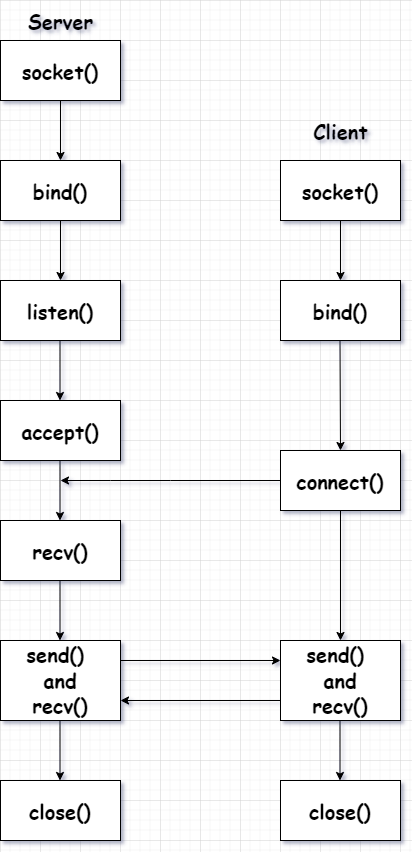 Server
socket()
bind()
listen()
accept()
recv()
send()
and
recv()
close()
Client
socket()
bind()
connect()
send()
and
recv()
close()